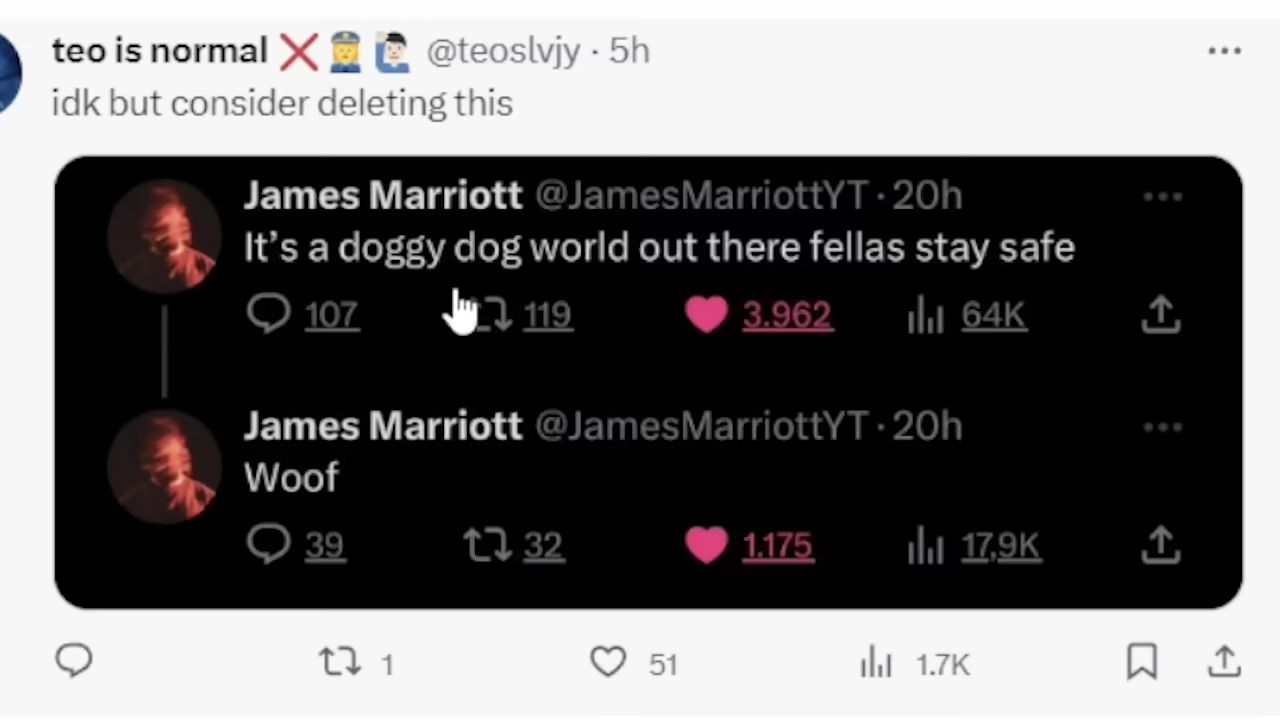 teo is normal ❌👮‍♀️🙋🏻‍♂️ @teoslvjy · 5h
idk but consider deleting this
James Marriott @JamesMarriottYT · 20h
It’s a doggy dog world out there fellas stay safe
107 119 3.962 64K
James Marriott @JamesMarriottYT · 20h
Woof
39 32 1.175 17,9K
1 51 1.7K